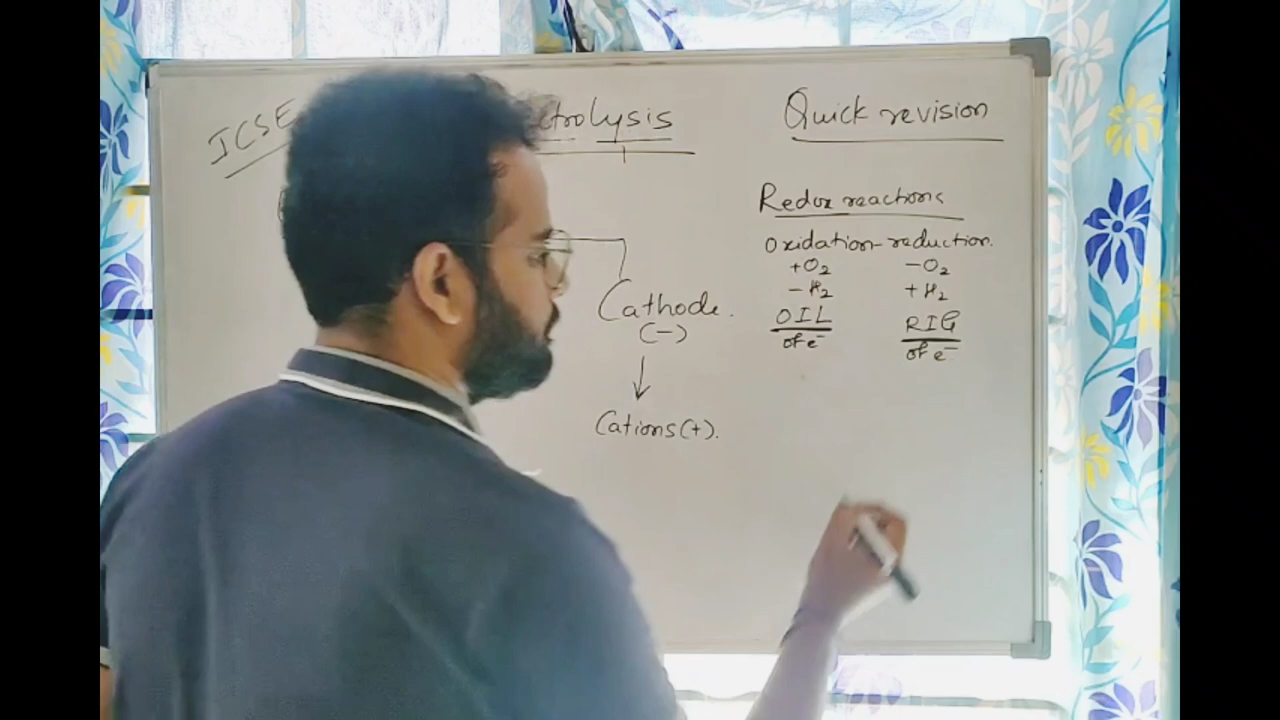 ICSE
ctrolysis
Quick revision
Redox reactions
Oxidation-reduction.
+O₂ -O₂
-H₂ +H₂
OIL RIG
of e⁻ of e⁻
Cathode.
(-)
Cations(+).